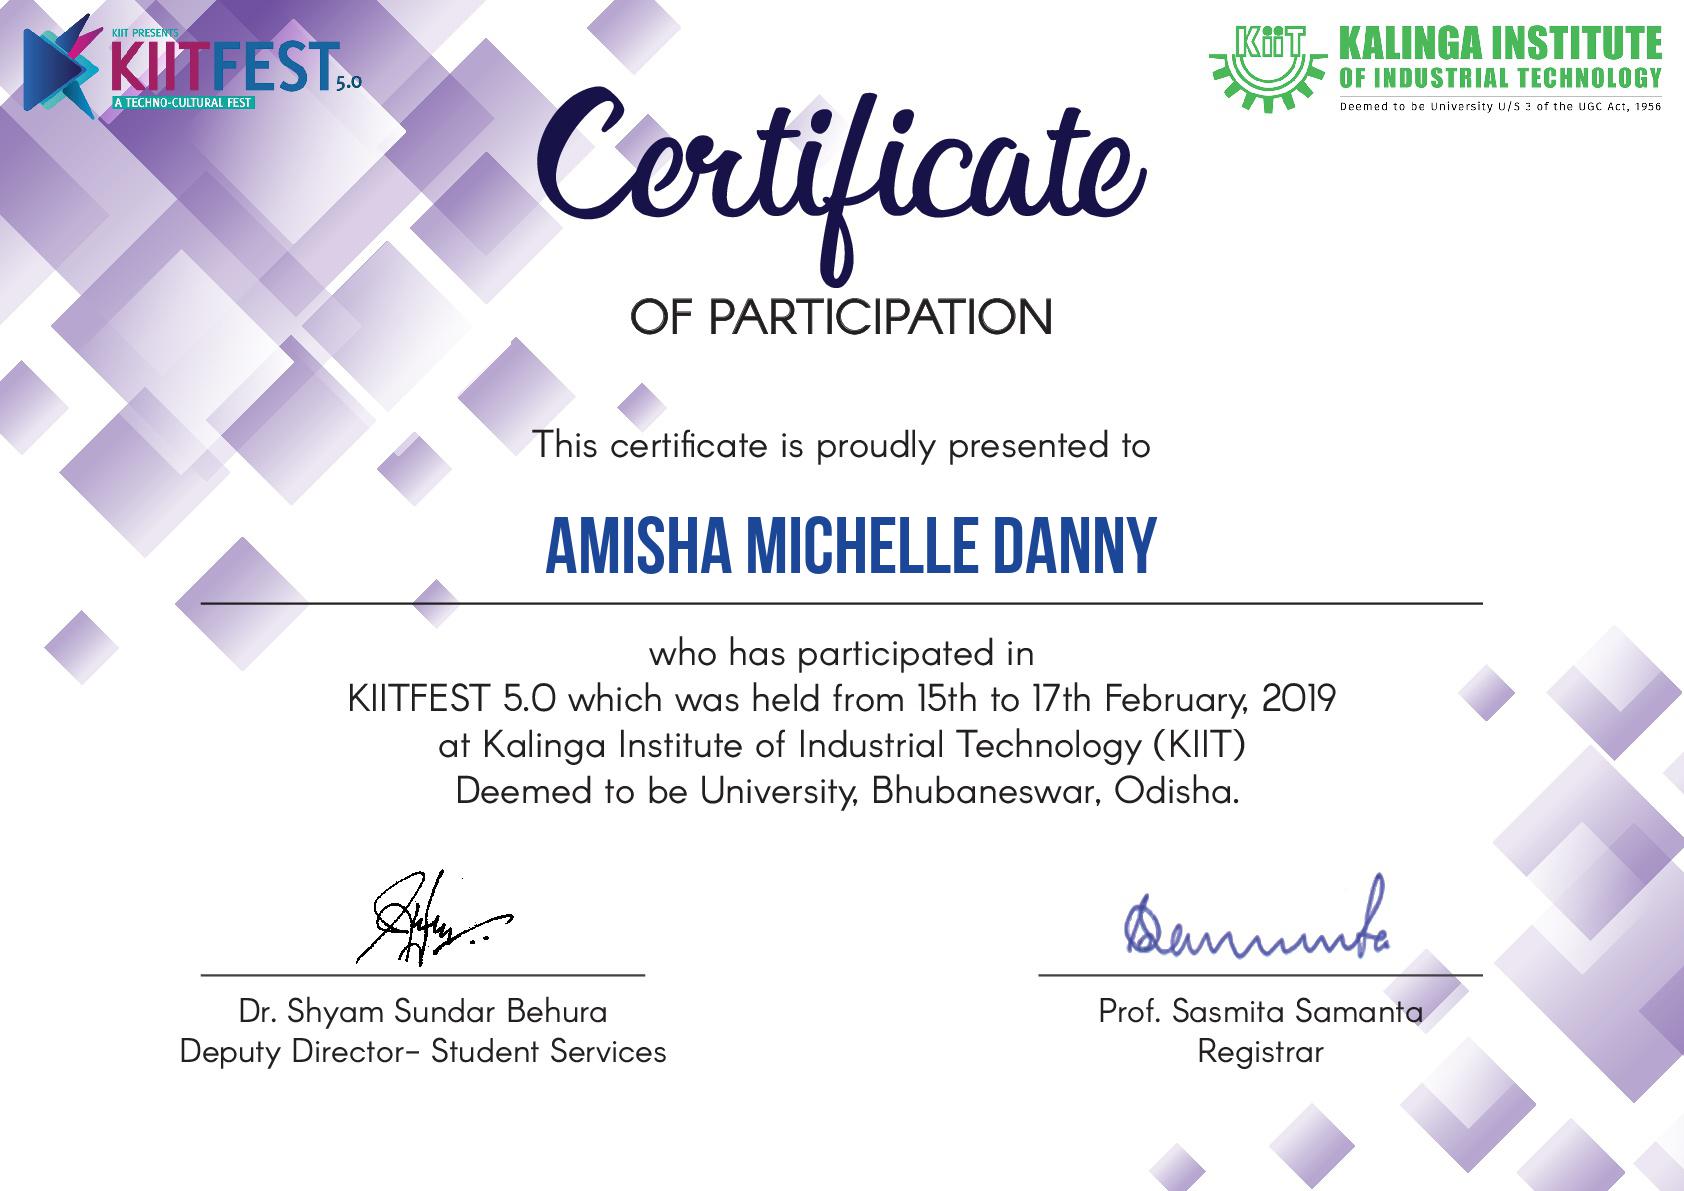 KIIT PRESENTS
KIITFEST 5.0
A TECHNO-CULTURAL FEST
KiiT
KALINGA INSTITUTE
OF INDUSTRIAL TECHNOLOGY
Deemed to be University U/S 3 of the UGC Act, 1956
Certificate
OF PARTICIPATION
This certificate is proudly presented to
AMISHA MICHELLE DANNY
who has participated in
KIITFEST 5.0 which was held from 15th to 17th February, 2019
at Kalinga Institute of Industrial Technology (KIIT)
Deemed to be University, Bhubaneswar, Odisha.
Dr. Shyam Sundar Behura
Deputy Director- Student Services
Prof. Sasmita Samanta
Registrar